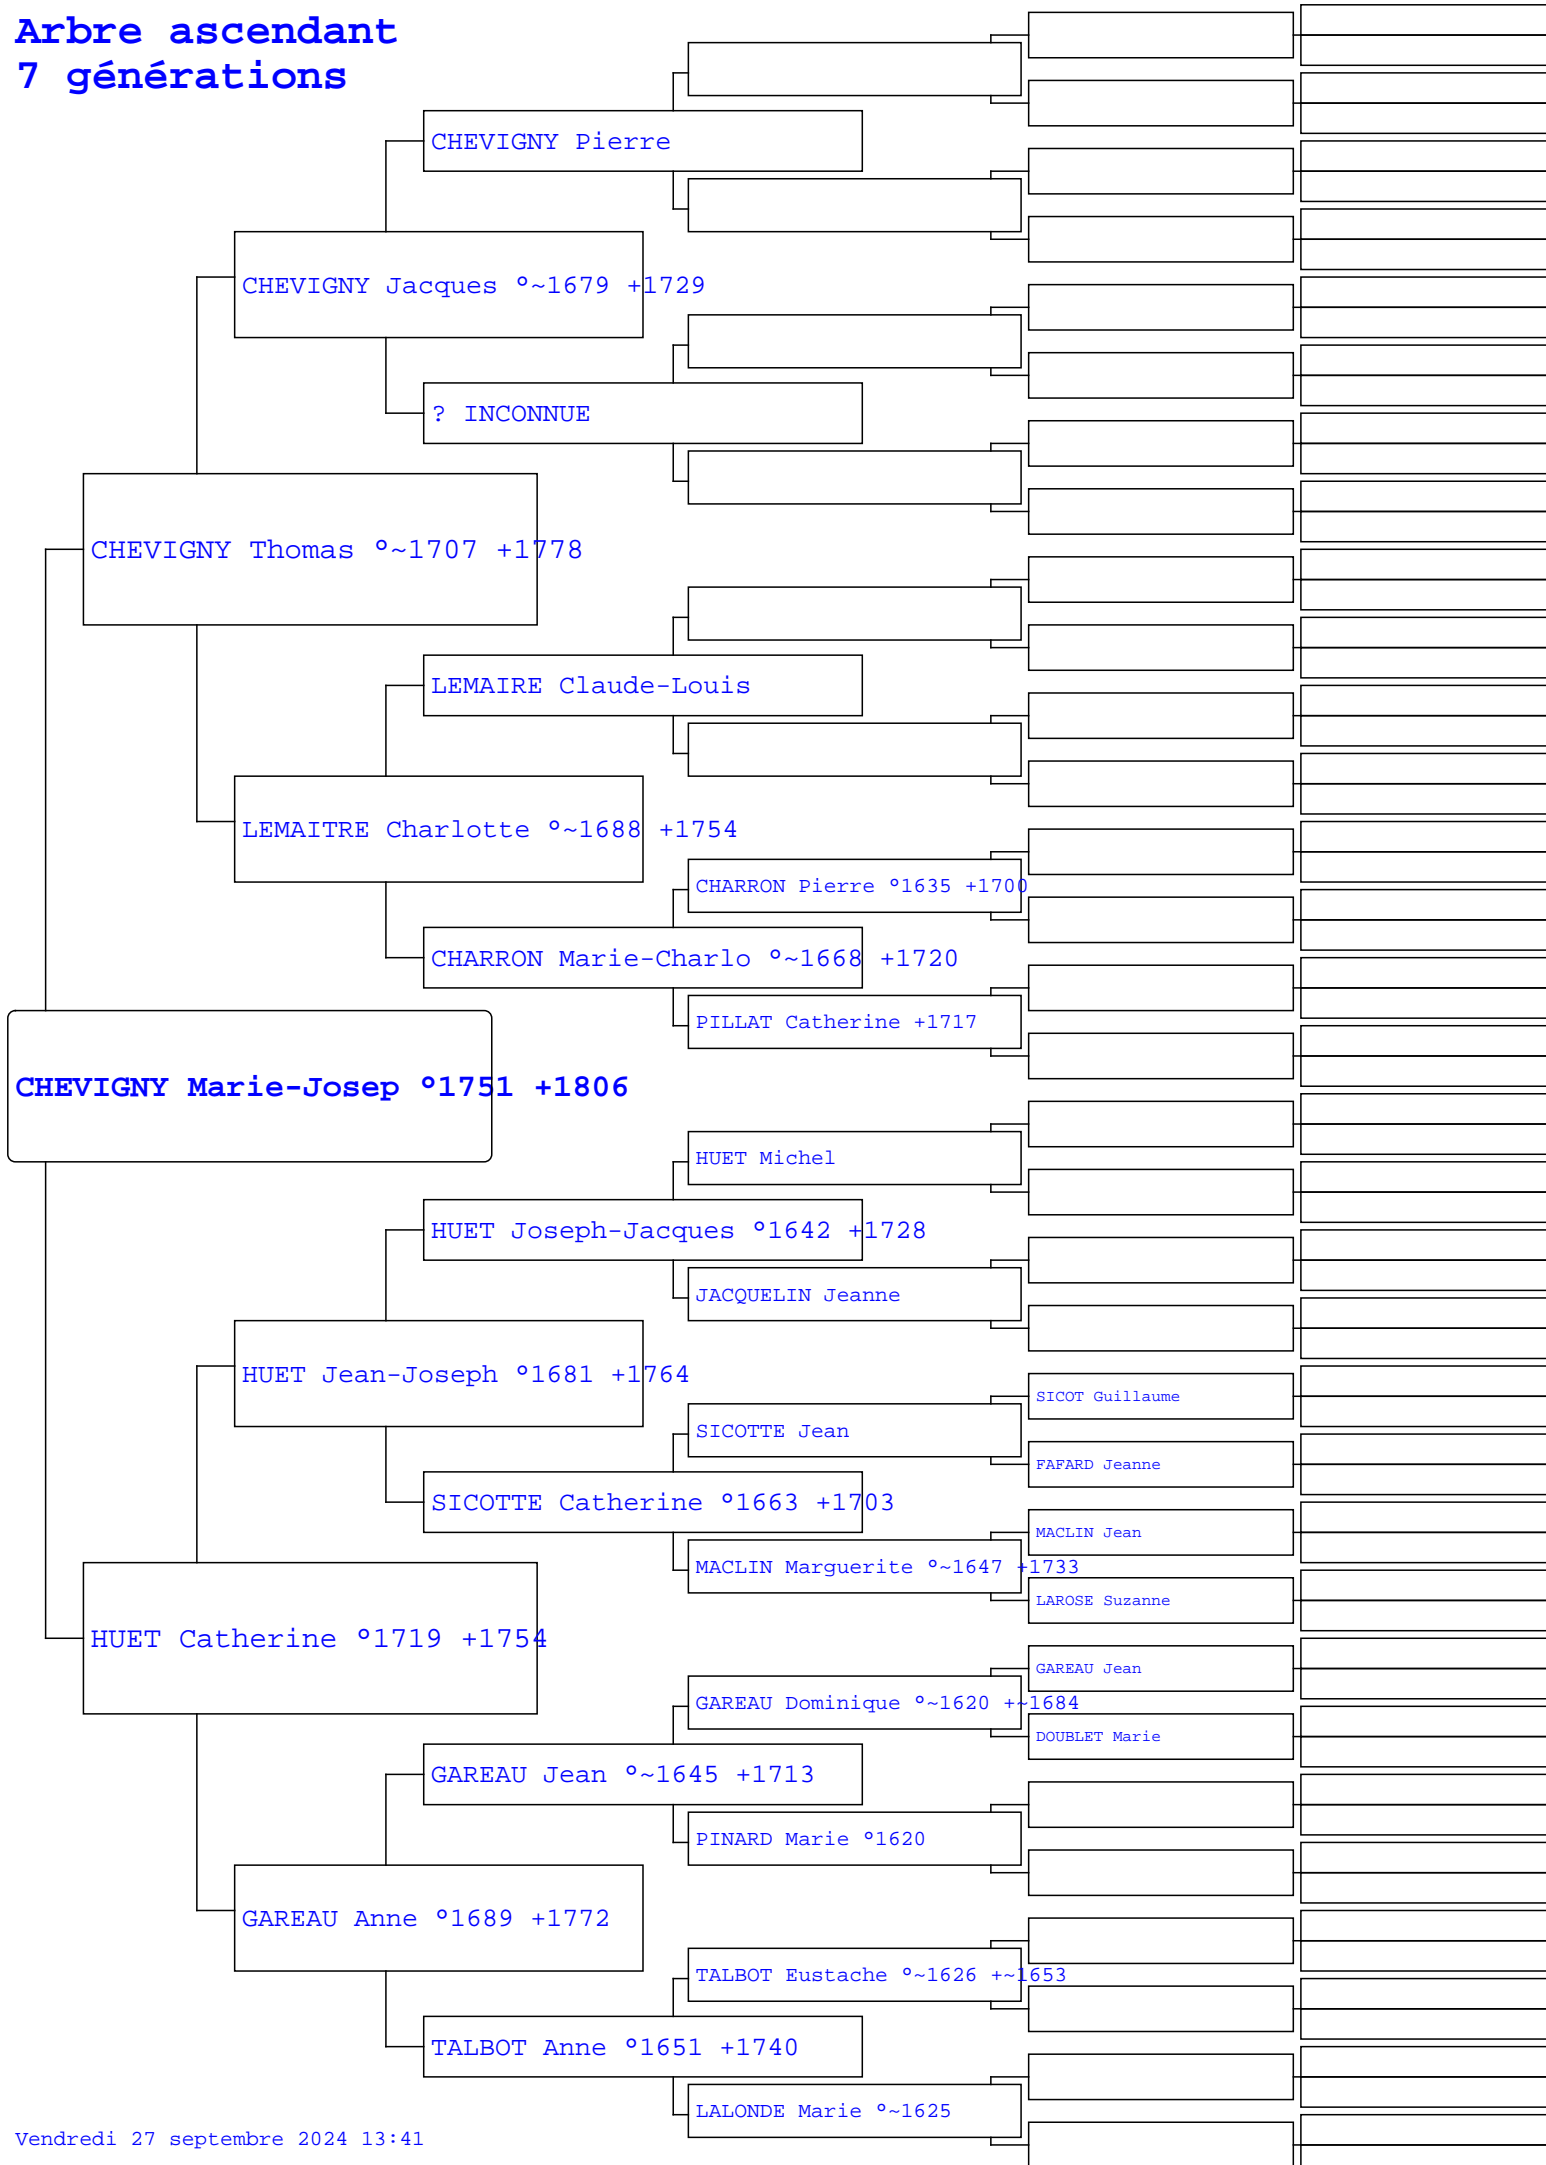 Arbre ascendant
7 générations
CHEVIGNY Pierre
CHEVIGNY Jacques °~1679 +1729
? INCONNUE
CHEVIGNY Thomas °~1707 +1778
LEMAIRE Claude-Louis
LEMAITRE Charlotte °~1688 +1754
CHARRON Pierre °1635 +1700
CHARRON Marie-Charlo °~1668 +1720
PILLAT Catherine +1717
CHEVIGNY Marie-Josep °1751 +1806
HUET Michel
HUET Joseph-Jacques °1642 +1728
JACQUELIN Jeanne
HUET Jean-Joseph °1681 +1764
SICOT Guillaume
SICOTTE Jean
FAFARD Jeanne
SICOTTE Catherine °1663 +1703
MACLIN Jean
MACLIN Marguerite °~1647 +1733
LAROSE Suzanne
HUET Catherine °1719 +1754
GAREAU Jean
GAREAU Dominique °~1620 +~1684
DOUBLET Marie
GAREAU Jean °~1645 +1713
PINARD Marie °1620
GAREAU Anne °1689 +1772
TALBOT Eustache °~1626 +~1653
TALBOT Anne °1651 +1740
LALONDE Marie °~1625
Vendredi 27 septembre 2024 13:41